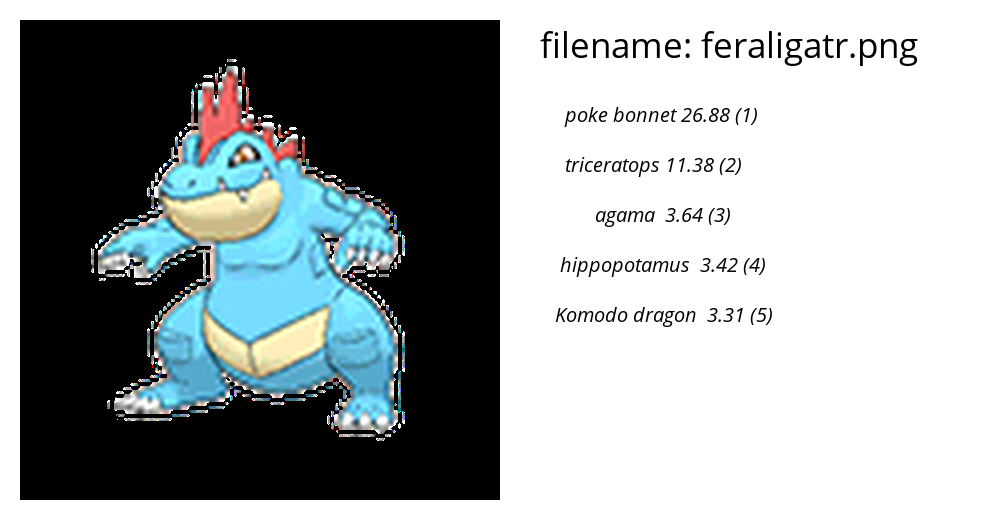 filename: feraligatr.png
poke bonnet 26.88 (1)
triceratops 11.38 (2)
agama 3.64 (3)
hippopotamus 3.42 (4)
Komodo dragon 3.31 (5)